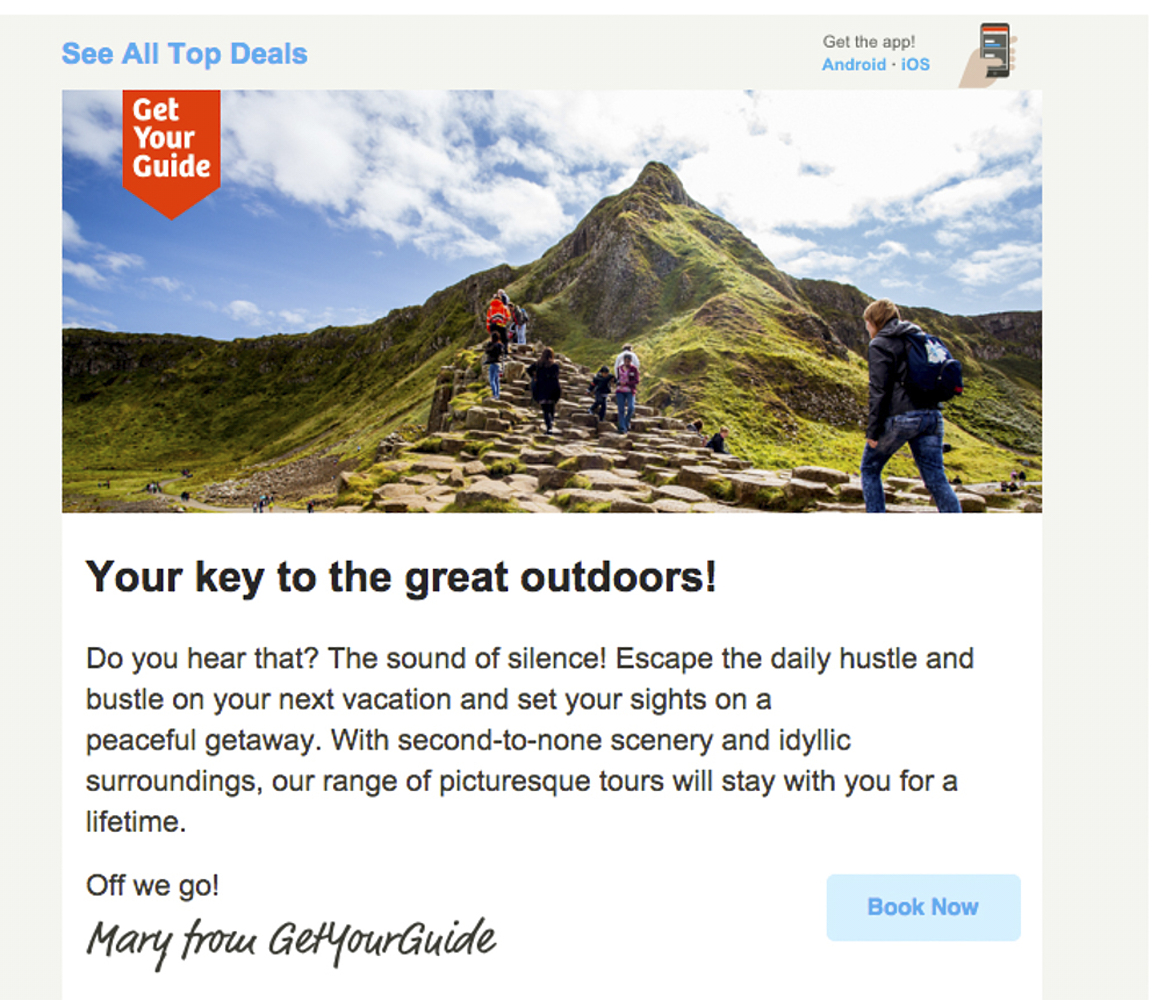 See All Top Deals
Get the app!
Android · iOS
Get
Your
Guide
Your key to the great outdoors!
Do you hear that? The sound of silence! Escape the daily hustle and
bustle on your next vacation and set your sights on a
peaceful getaway. With second-to-none scenery and idyllic
surroundings, our range of picturesque tours will stay with you for a
lifetime.
Off we go!
Book Now
Mary from GetYourGuide